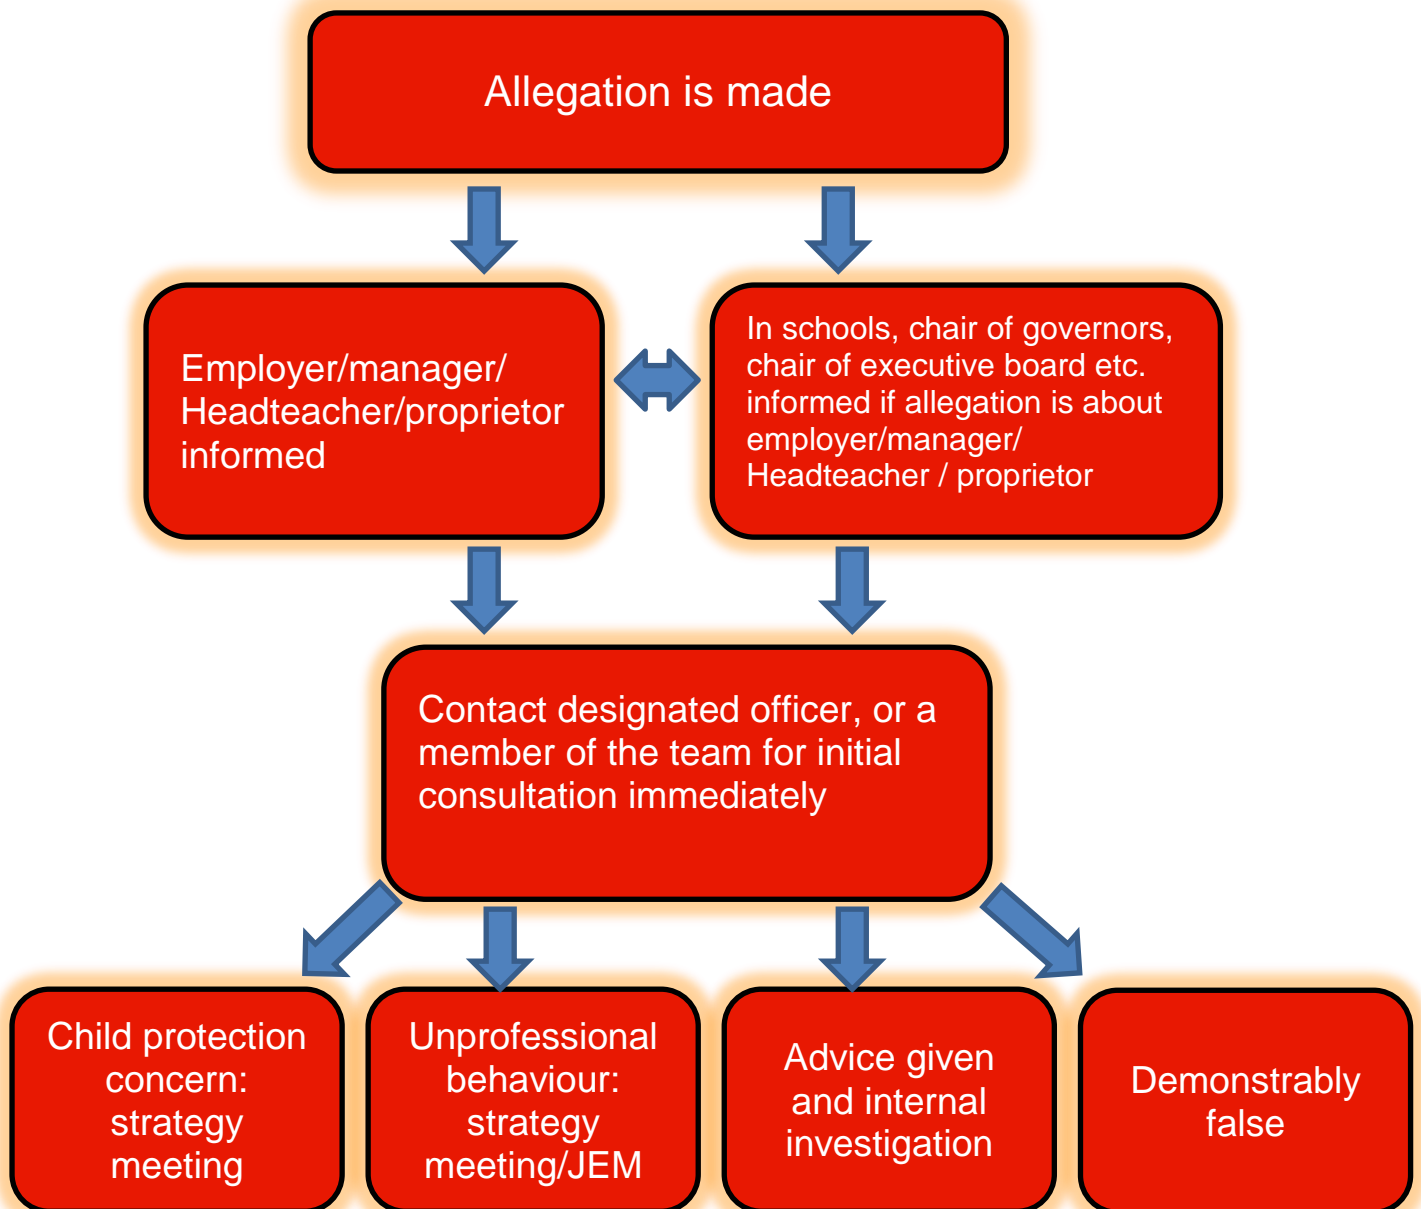 Allegation is made
Employer/manager/
Headteacher/proprietor
informed
In schools, chair of governors,
chair of executive board etc.
informed if allegation is about
employer/manager/
Headteacher / proprietor
Contact designated officer, or a
member of the team for initial
consultation immediately
Child protection
concern:
strategy
meeting
Unprofessional
behaviour:
strategy
meeting/JEM
Advice given
and internal
investigation
Demonstrably
false